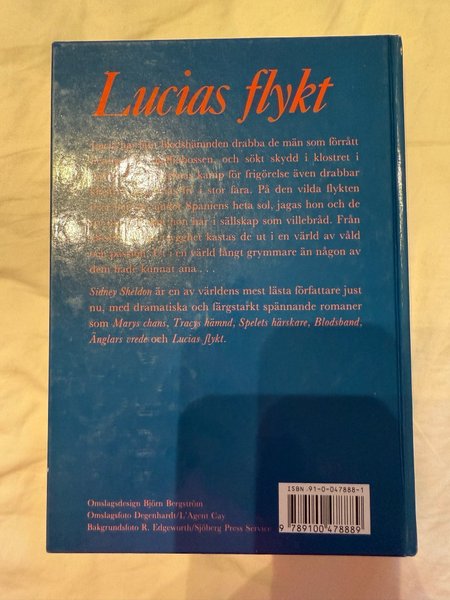 Lucias flykt
blodshämnden drabba de män som förrått
bossen, och sökt skydd i klostret i
kamp för frigörelse även drabbar
i stor fara. På den vilda flykten
Spaniens heta sol, jagas hon och de
hon har i sällskap som villebråd. Från
trygghet kastas de ut i en värld av våld
och i en värld långt grymmare än någon av
dem hade kunnat ana . . .
Sidney Sheldon är en av världens mest lästa författare just
nu, med dramatiska och färgstarkt spännande romaner
som Marys chans, Tracys hämnd, Spelets härskare, Blodsband,
Änglars vrede och Lucias flykt.
ISBN 91-0-047888-1
Omslagsdesign Björn Bergström
Omslagsfoto Degenhardt/L'Agent Cay
Bakgrundsfoto R. Edgeworth/Sjöberg Press Service
9 789100 478889